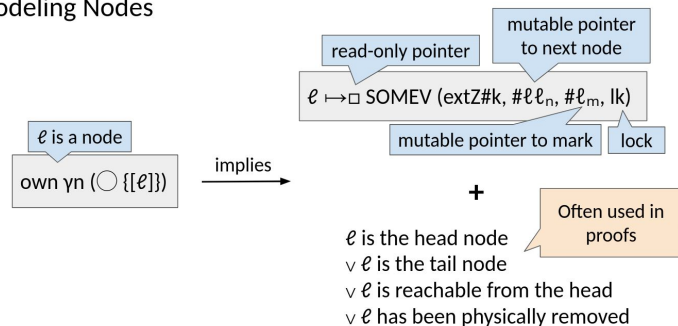 odeling Nodes
mutable pointer
to next node
read-only pointer
ℓ ↦□ SOMEV (extZ#k, #ℓℓₙ, #ℓₘ, lk)
mutable pointer to mark
lock
ℓ is a node
own γn (◯ {[ℓ]})
implies
+
Often used in
proofs
ℓ is the head node
∨ ℓ is the tail node
∨ ℓ is reachable from the head
∨ ℓ has been physically removed